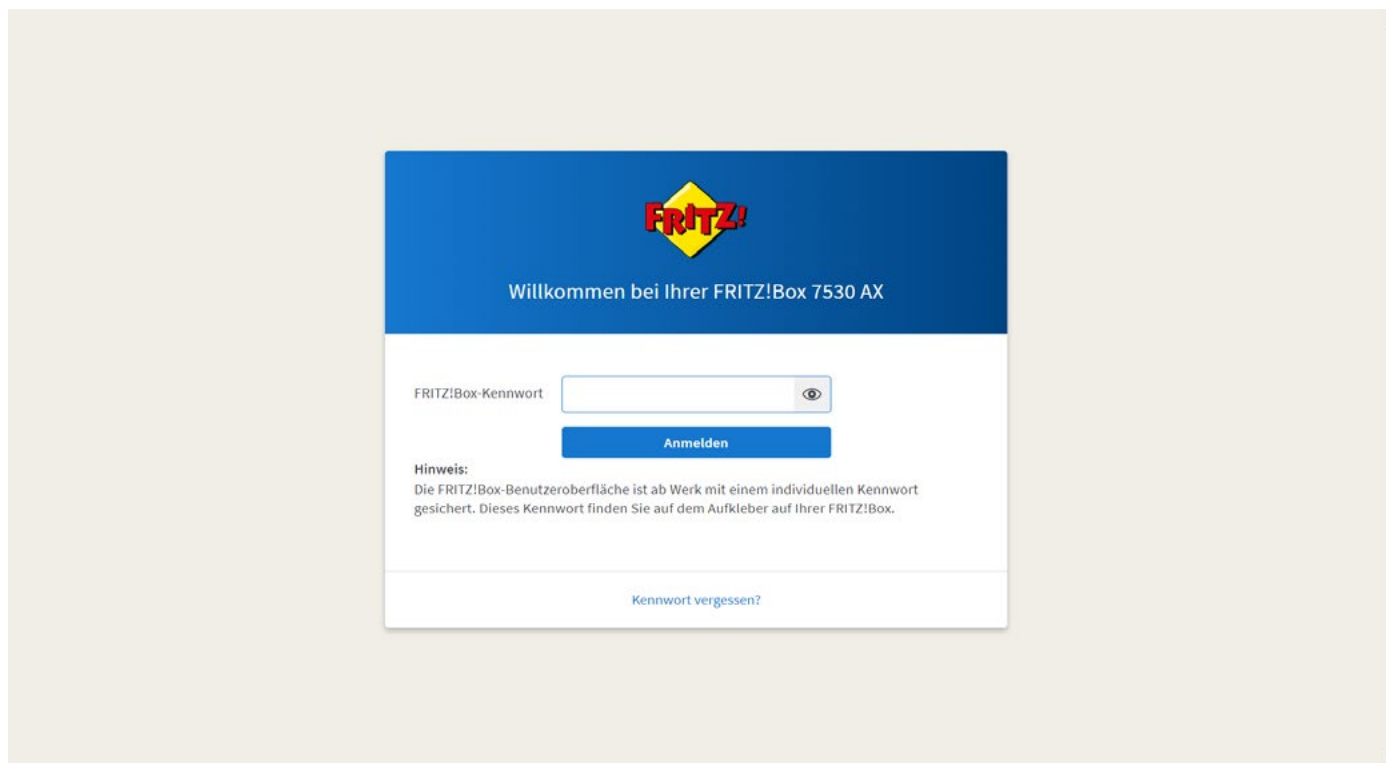 FRITZ!
Willkommen bei Ihrer FRITZ!Box 7530 AX
FRITZ!Box-Kennwort
Anmelden
Hinweis:
Die FRITZ!Box-Benutzeroberfläche ist ab Werk mit einem individuellen Kennwort
gesichert. Dieses Kennwort finden Sie auf dem Aufkleber auf Ihrer FRITZ!Box.
Kennwort vergessen?